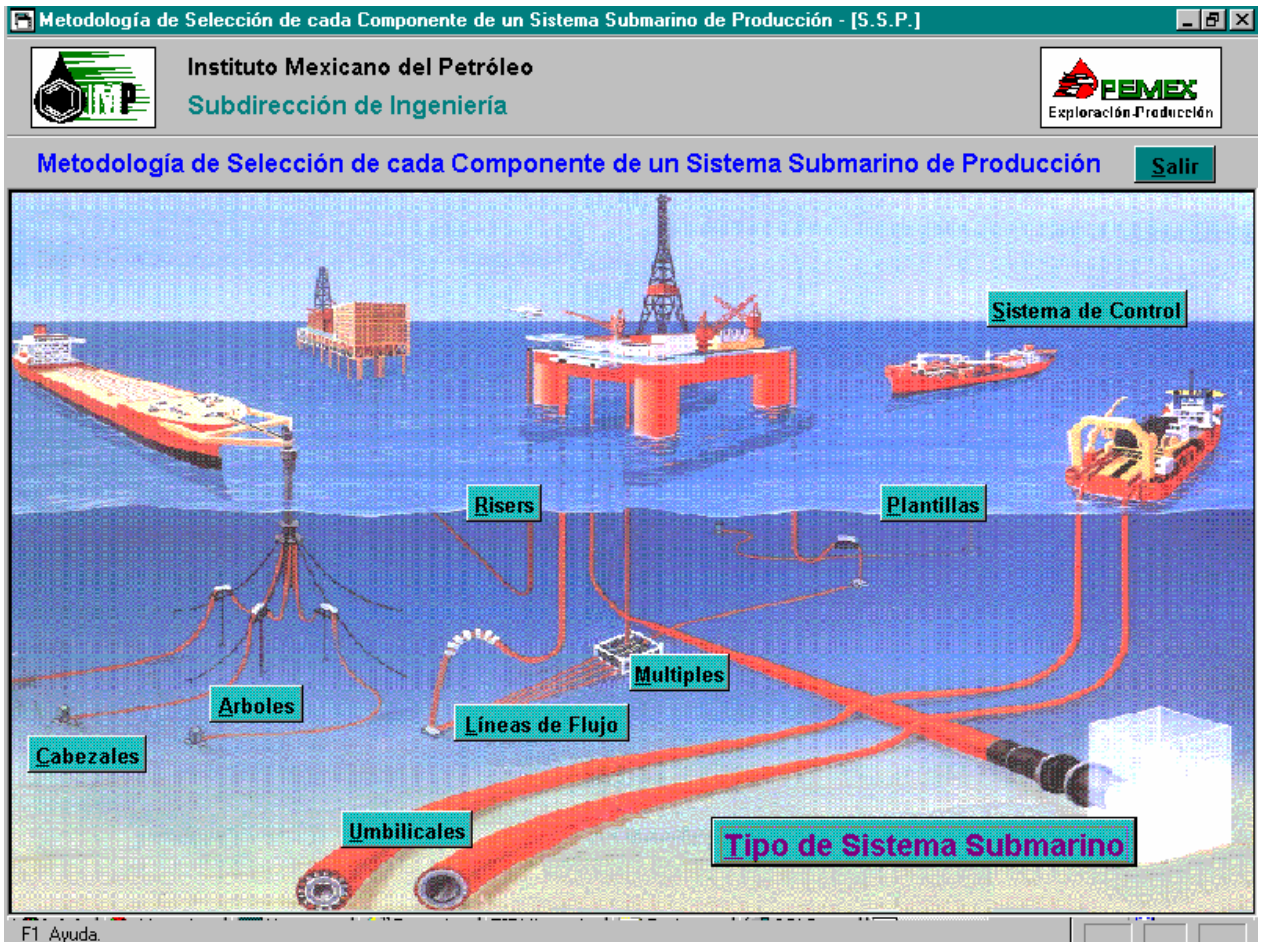 Metodología de Selección de cada Componente de un Sistema Submarino de Producción - [S.S.P.]
IMP
Instituto Mexicano del Petróleo
Subdirección de Ingeniería
PEMEX
Exploración-Producción
Metodología de Selección de cada Componente de un Sistema Submarino de Producción
Salir
Sistema de Control
Risers
Plantillas
Multiples
Arboles
Líneas de Flujo
Cabezales
Umbilicales
Tipo de Sistema Submarino
F1 Ayuda.